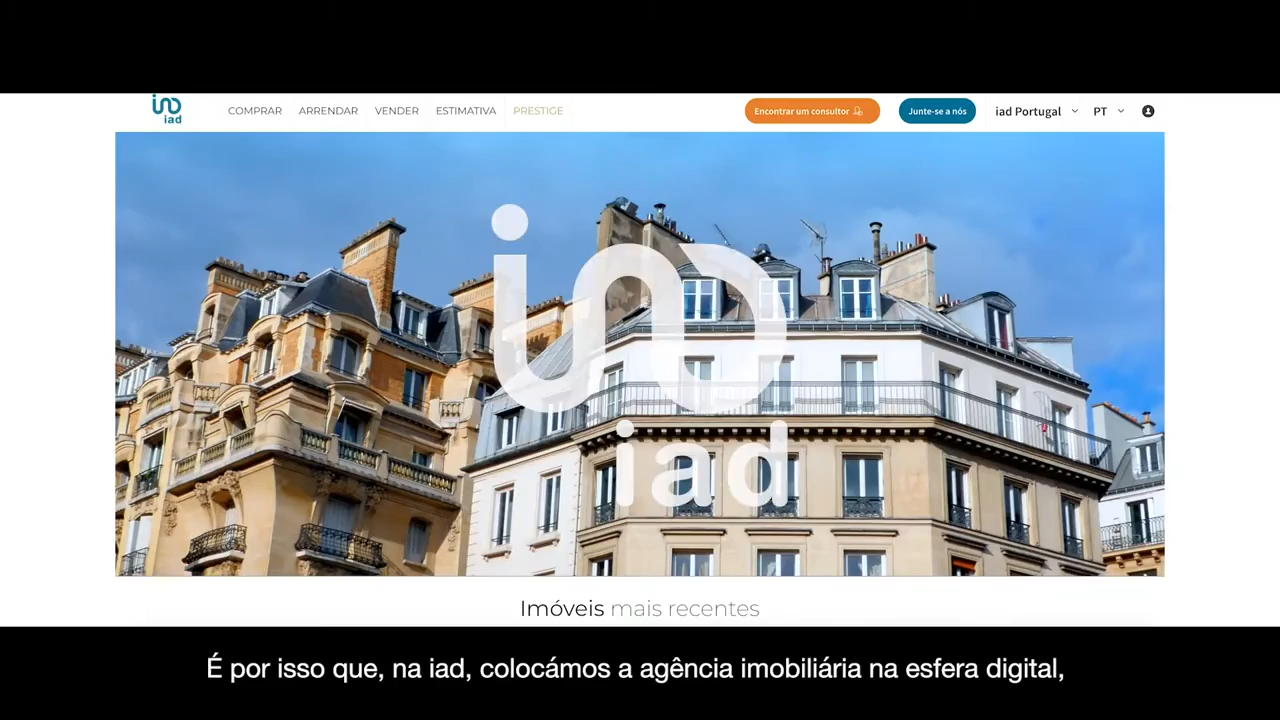 iad
COMPRAR ARRENDAR VENDER ESTIMATIVA PRESTIGE Encontrar um consultor Junte-se a nós iad Portugal PT
iad
Imóveis mais recentes
É por isso que, na iad, colocámos a agência imobiliária na esfera digital,